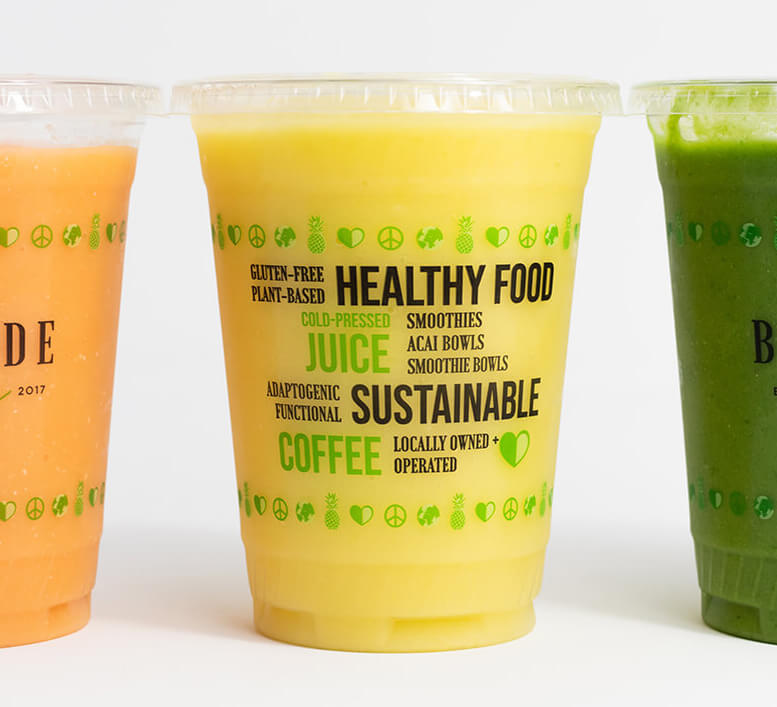 GLUTEN-FREE
PLANT-BASED
HEALTHY FOOD
COLD-PRESSED
JUICE
SMOOTHIES
ACAI BOWLS
SMOOTHIE BOWLS
ADAPTOGENIC
FUNCTIONAL
SUSTAINABLE
COFFEE
LOCALLY OWNED +
OPERATED
DE
2017
B